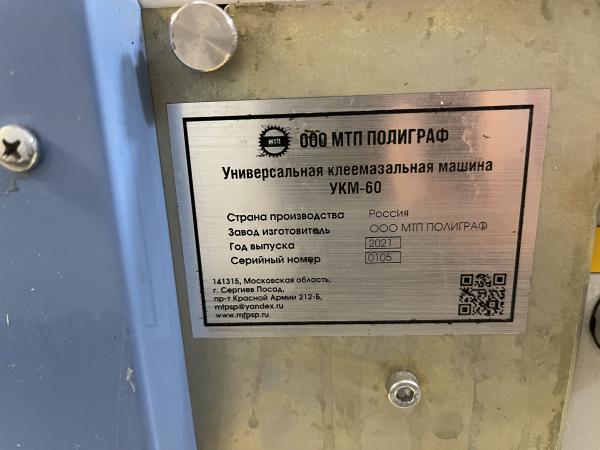 МТП ООО МТП ПОЛИГРАФ
Универсальная клеемазальная машина
УКМ-60
Страна производства Россия
Завод изготовитель ООО МТП ПОЛИГРАФ
Год выпуска 2021
Серийный номер 0105
141315, Московская область,
г. Сергиев Посад,
пр-т Красной Армии 212-Б,
mtpsp@yandex.ru
www.mtpsp.ru